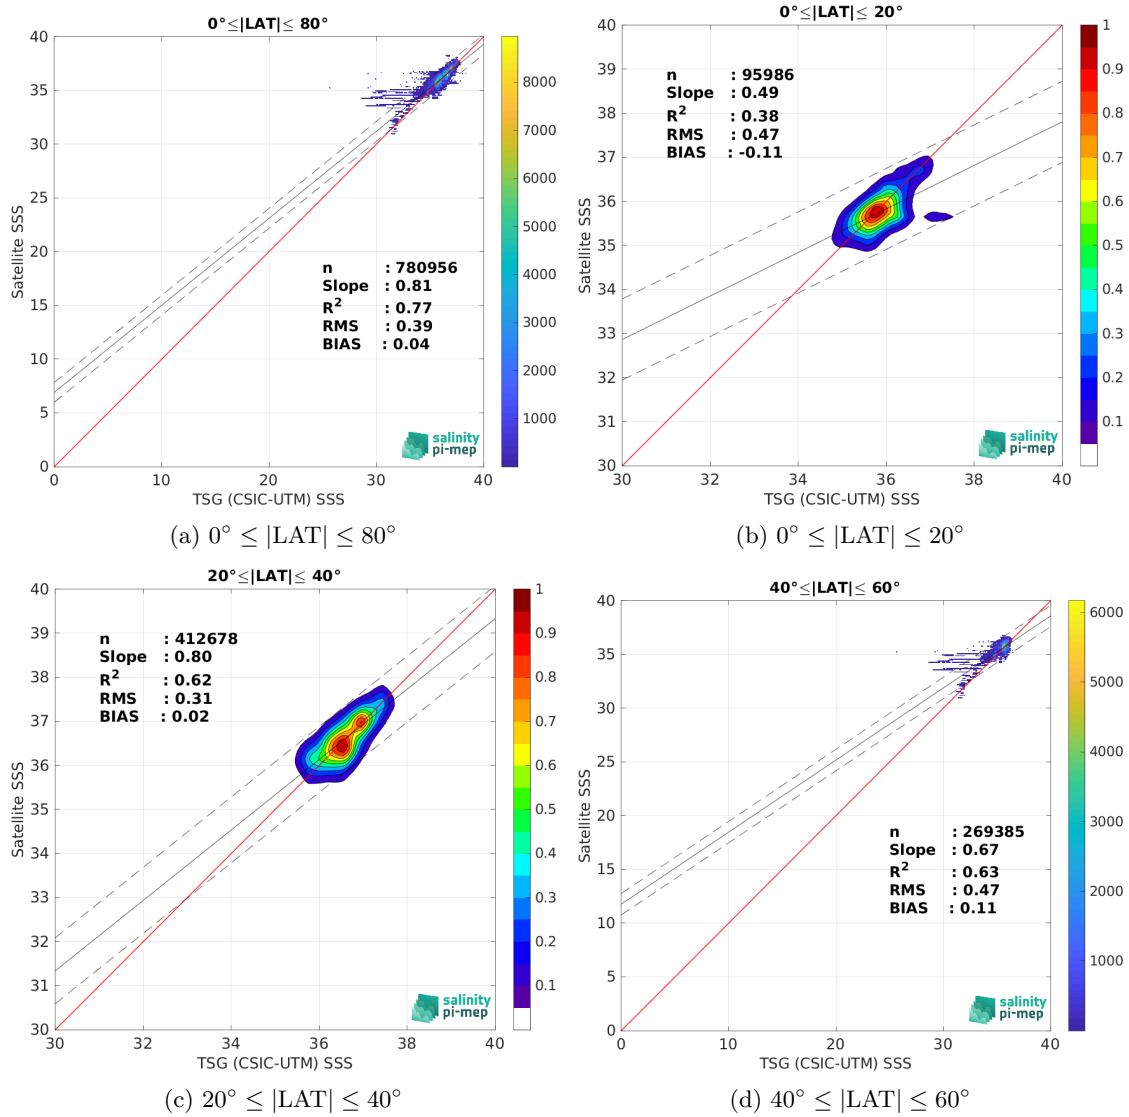 0°≤|LAT|≤ 80°
40
35
30
25
20
15
10
5
0
0
10
20
30
40
Satellite SSS
TSG (CSIC-UTM) SSS
n : 780956
Slope : 0.81
R2 : 0.77
RMS : 0.39
BIAS : 0.04
8000
7000
6000
5000
4000
3000
2000
1000
salinity
pi-mep
(a) 0° ≤ |LAT| ≤ 80°
0°≤|LAT|≤ 20°
40
39
38
37
36
35
34
33
32
31
30
30
32
34
36
38
40
Satellite SSS
TSG (CSIC-UTM) SSS
n : 95986
Slope : 0.49
R2 : 0.38
RMS : 0.47
BIAS : -0.11
1
0.9
0.8
0.7
0.6
0.5
0.4
0.3
0.2
0.1
salinity
pi-mep
(b) 0° ≤ |LAT| ≤ 20°
20°≤|LAT|≤ 40°
40
39
38
37
36
35
34
33
32
31
30
30
32
34
36
38
40
Satellite SSS
TSG (CSIC-UTM) SSS
n : 412678
Slope : 0.80
R2 : 0.62
RMS : 0.31
BIAS : 0.02
1
0.9
0.8
0.7
0.6
0.5
0.4
0.3
0.2
0.1
salinity
pi-mep
(c) 20° ≤ |LAT| ≤ 40°
40°≤|LAT|≤ 60°
40
35
30
25
20
15
10
5
0
0
10
20
30
40
Satellite SSS
TSG (CSIC-UTM) SSS
n : 269385
Slope : 0.67
R2 : 0.63
RMS : 0.47
BIAS : 0.11
6000
5000
4000
3000
2000
1000
salinity
pi-mep
(d) 40° ≤ |LAT| ≤ 60°